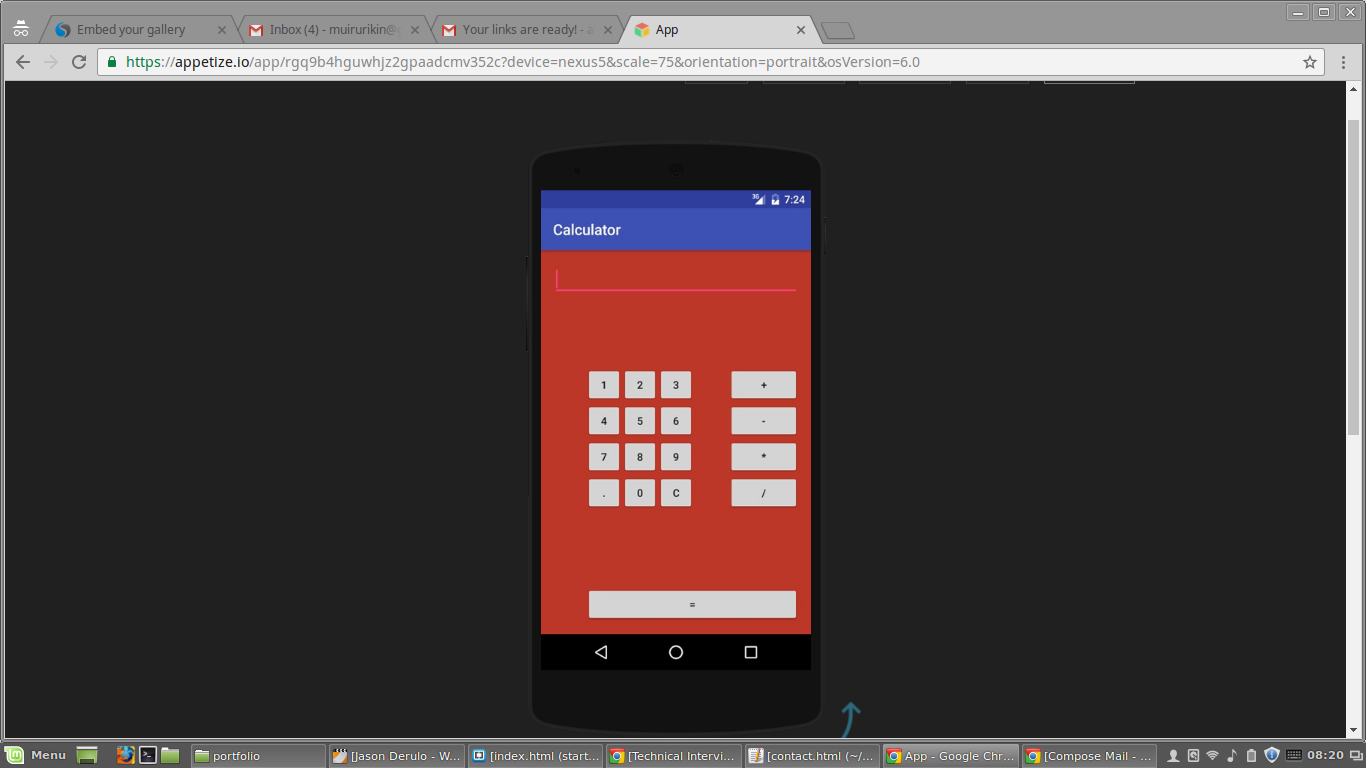 Embed your gallery
Inbox (4) - muirurikin@
Your links are ready! - a
App
https://appetize.io/app/rgq9b4hguwhjz2gpaadcmv352c?device=nexus5&scale=75&orientation=portrait&osVersion=6.0
3G 7:24
Calculator
1 2 3 +
4 5 6 -
7 8 9 *
. 0 C /
=
Menu
portfolio
[Jason Derulo - W...
[index.html (start...
[Technical Intervi...
[contact.html (~/...
App - Google Chr...
[Compose Mail - ...
08:20